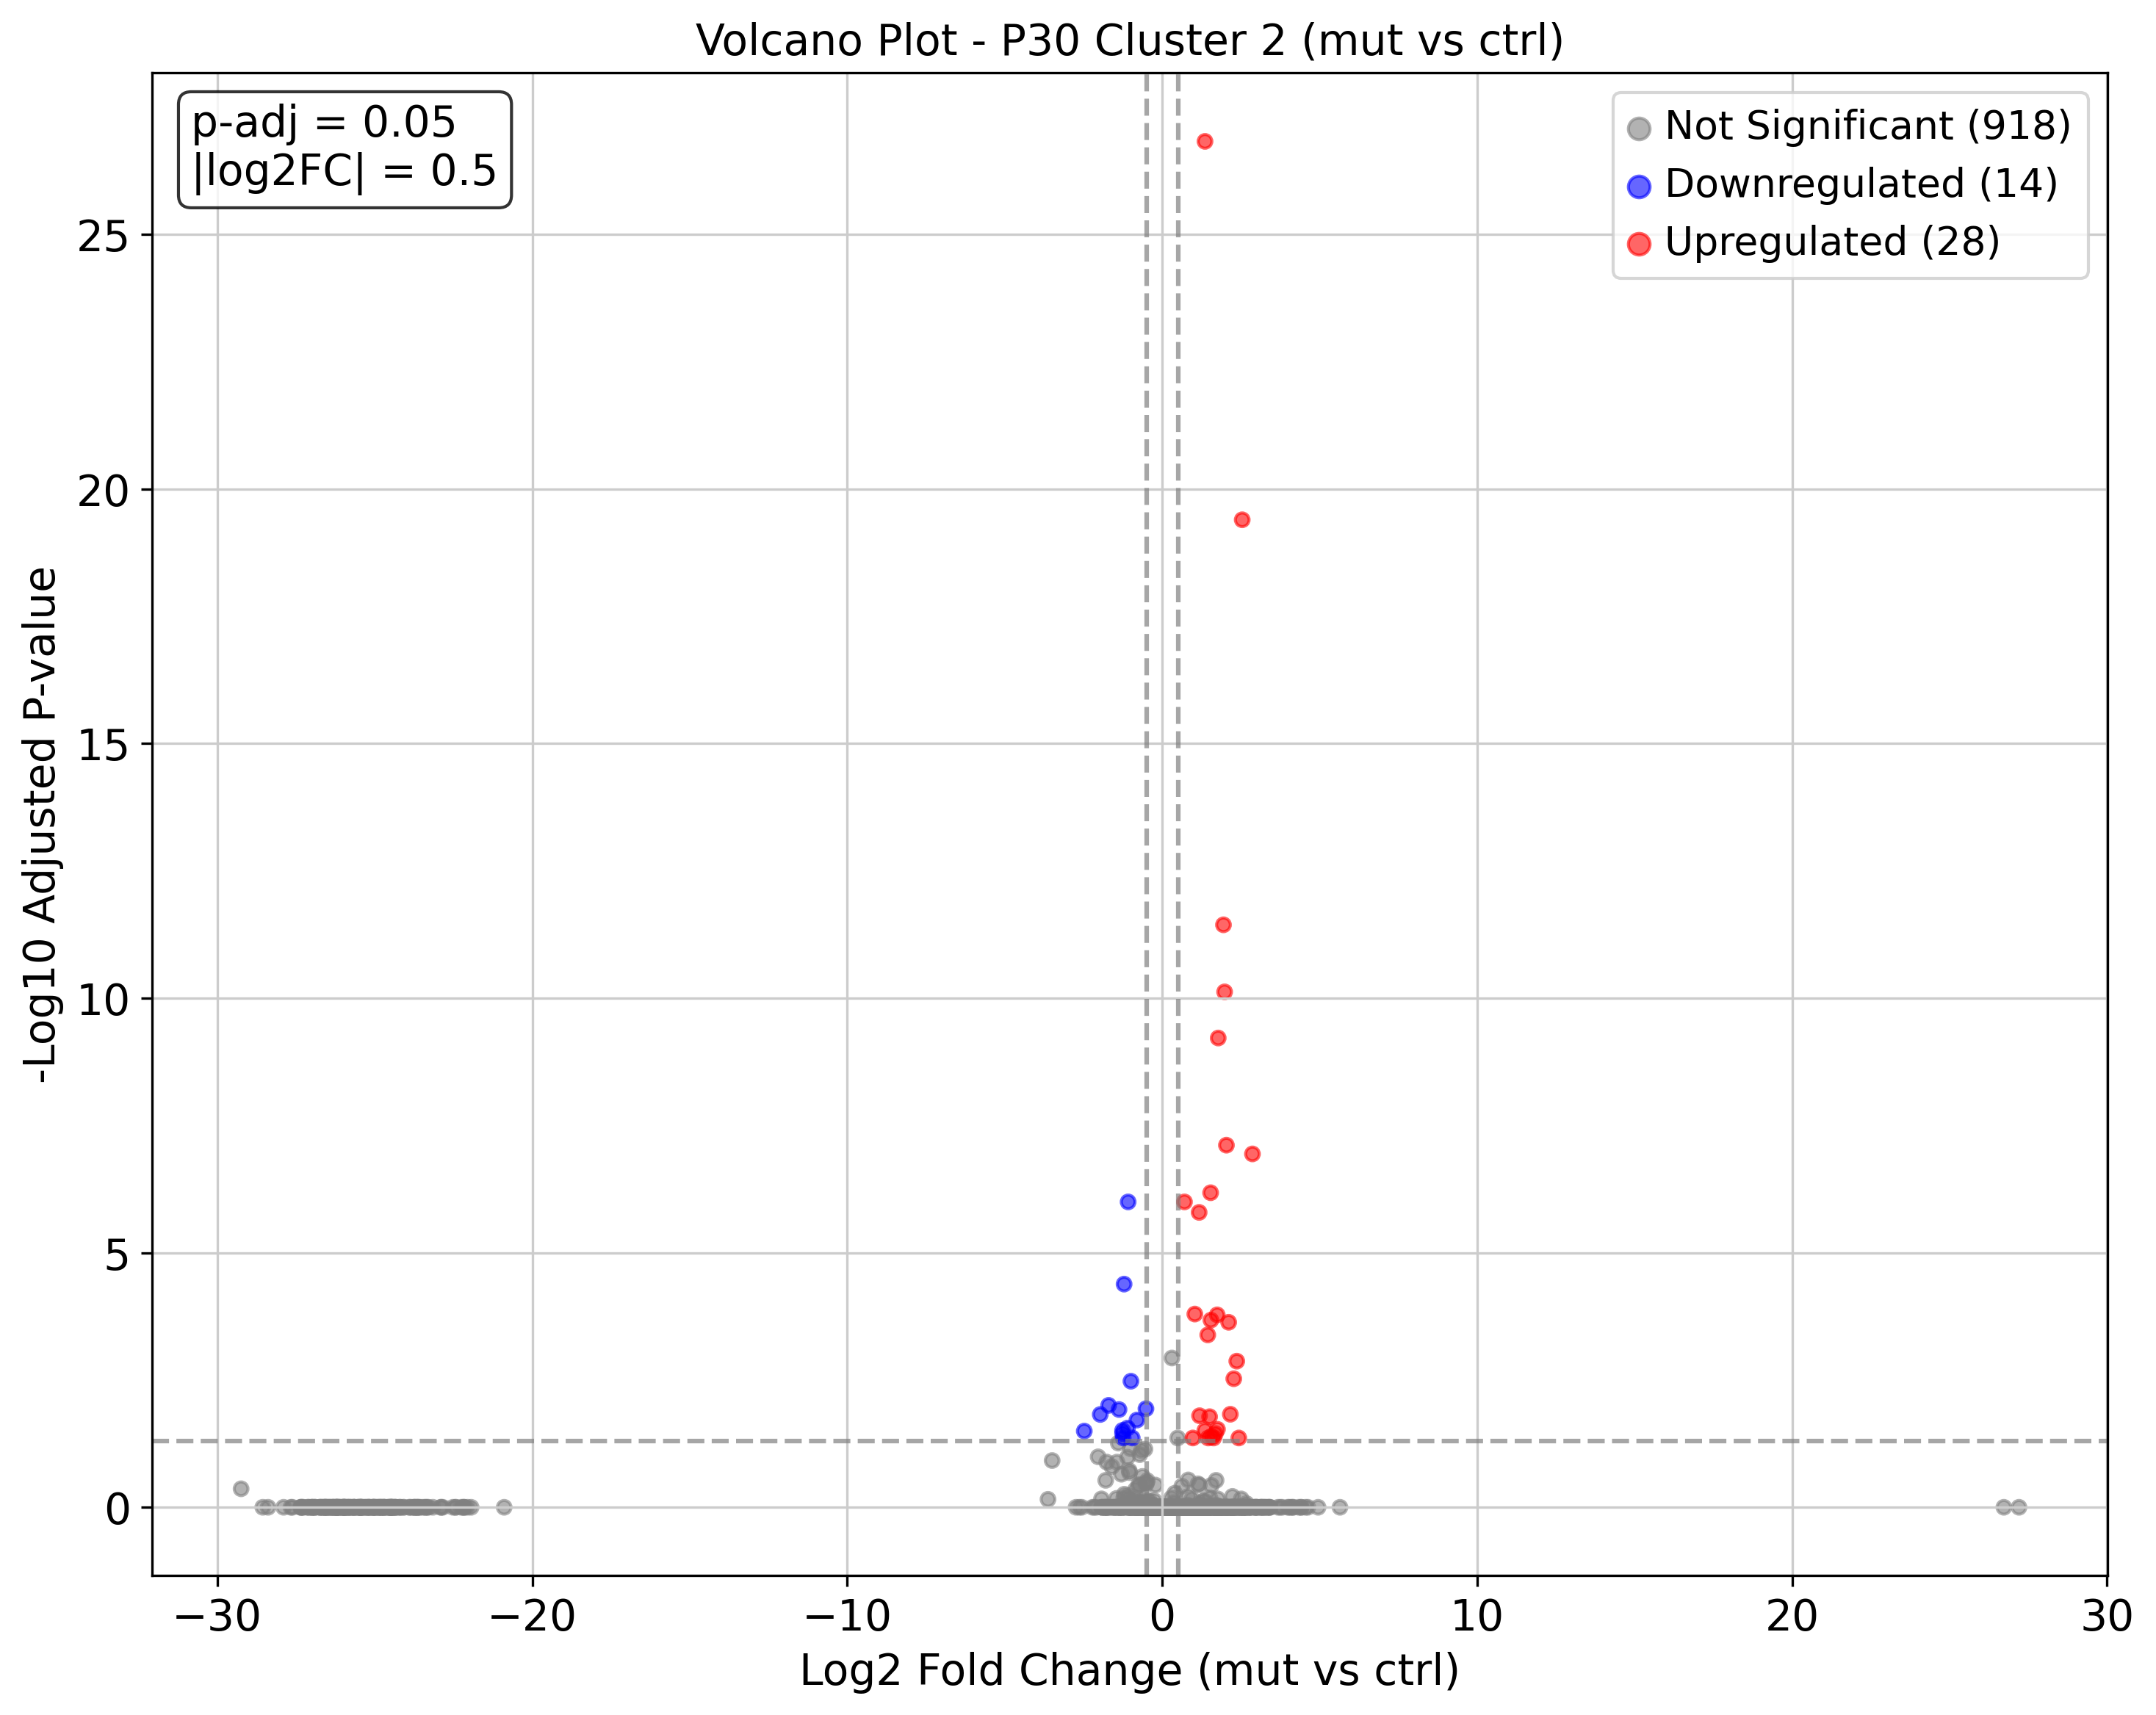 Volcano Plot - P30 Cluster 2 (mut vs ctrl)
p-adj = 0.05
|log2FC| = 0.5
Not Significant (918)
Downregulated (14)
Upregulated (28)
-Log10 Adjusted P-value
25
20
15
10
5
0
−30
−20
−10
0
10
20
30
Log2 Fold Change (mut vs ctrl)